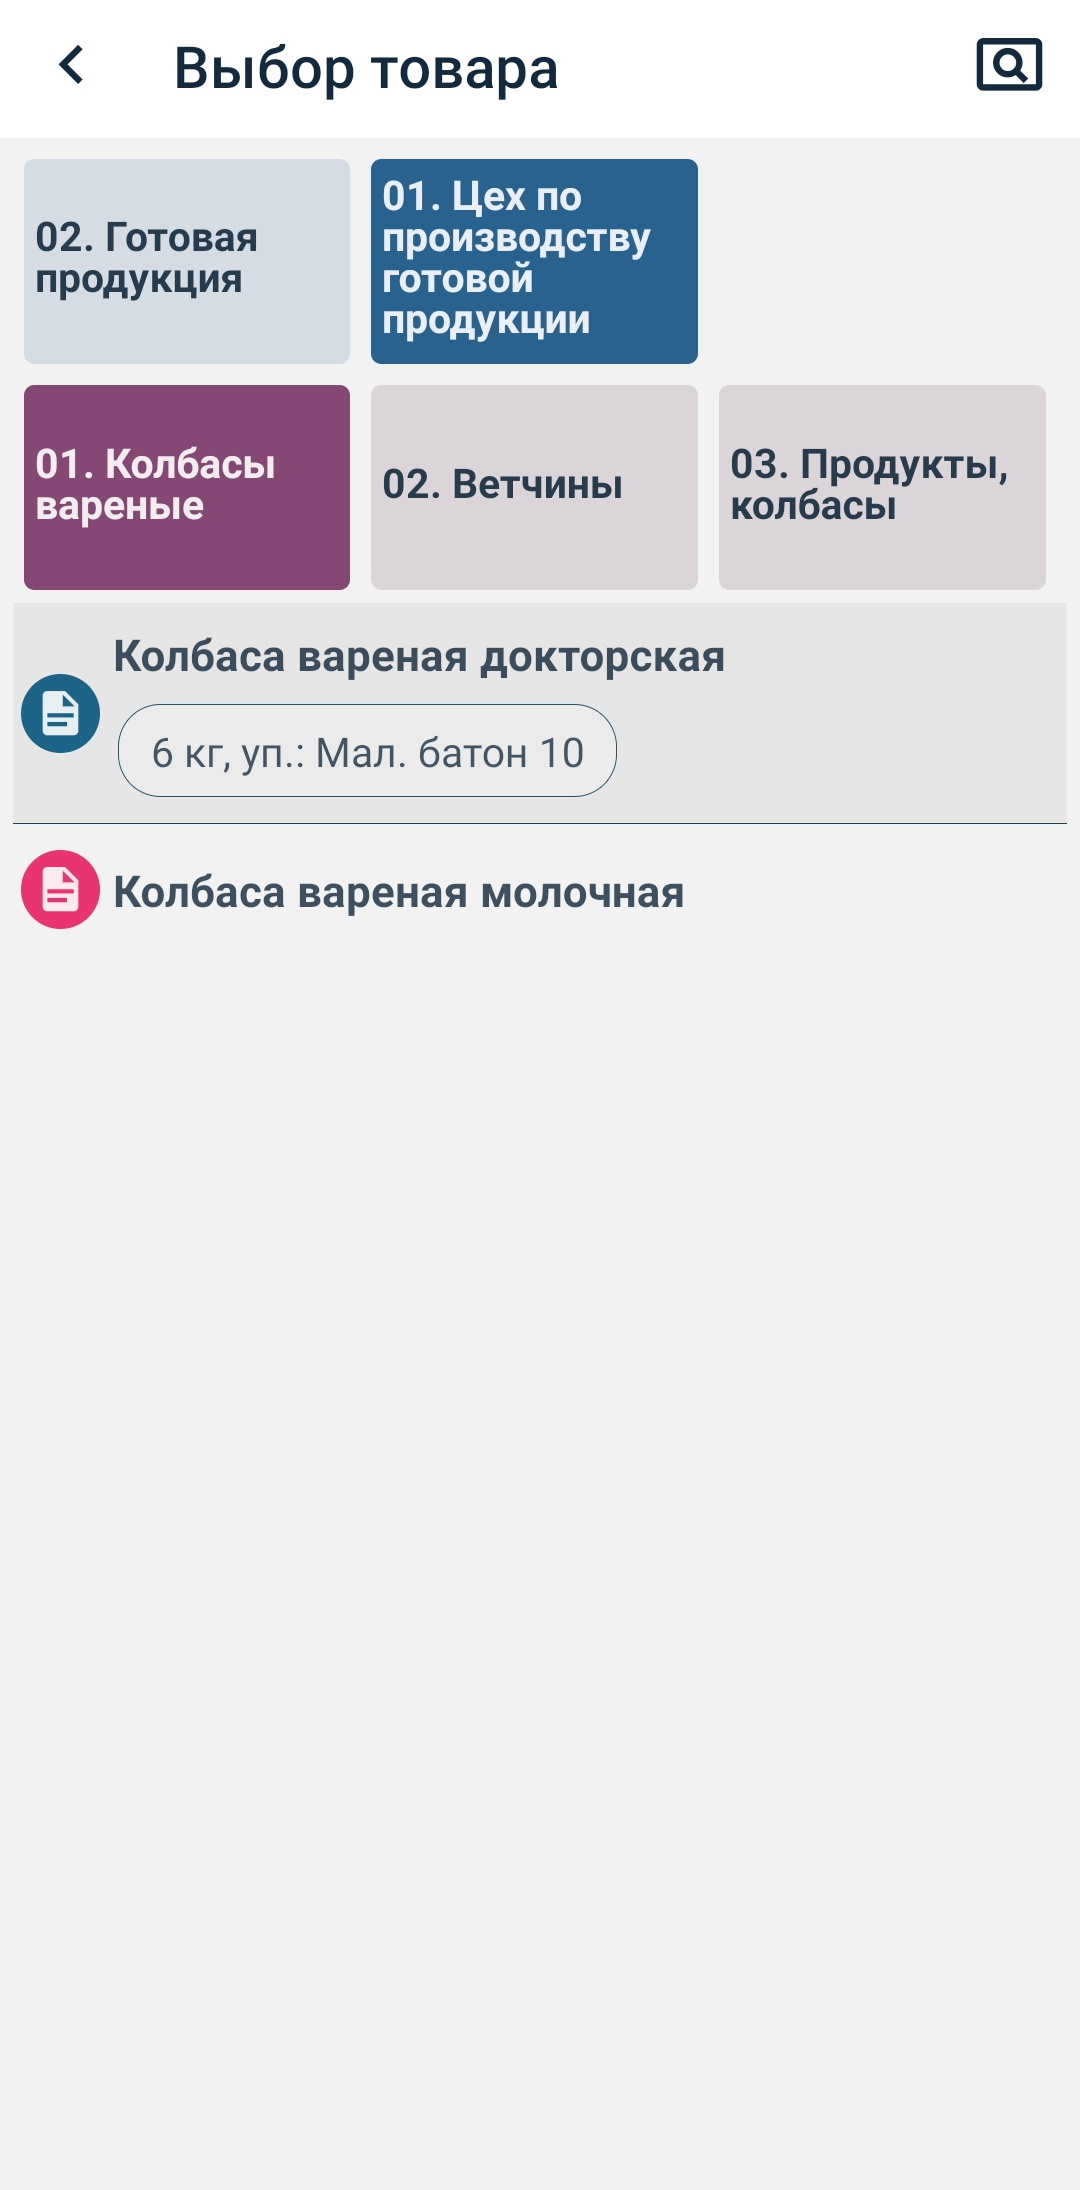 Выбор товара
02. Готовая
продукция
01. Цех по
производству
готовой
продукции
01. Колбасы
вареные
02. Ветчины
03. Продукты,
колбасы
Колбаса вареная докторская
6 кг, уп.: Мал. батон 10
Колбаса вареная молочная